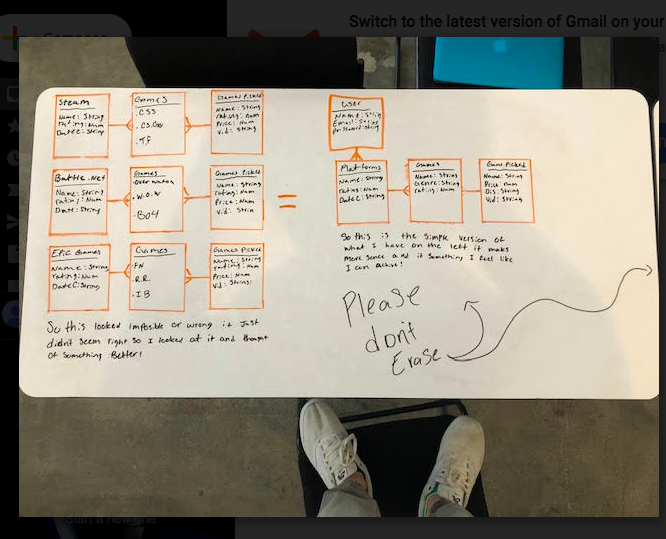 Switch to the latest version of Gmail on your
Compose
Steam
Name: String
rating: Num
Date C: String
Games
.CSS
.CS.Go
.TF
Games Picked
Name: String
rating: Num
Price: Num
Vid: String
Battle.Net
Name: String
rating: Num
Date: String
Games
.Over watch
.W.O.W
.BO4
Games Picked
Name: String
rating: Num
Price: Num
Vid: Strin
Epic Games
Name: String
rating: Num
Date C: String
Games
.FN
.R.R.
.IB
Games Picked
Name: String
rating: Num
Price: Num
Vid: String:
So this looked Imposible or wrong it Just
didn't seem right so I looked at it and thought
of something Better!
=
User
Name: String
Email: String
password: String
Platforms
Name: String
rating: Num
Date C: String
Games
Name: String
Genre: String
rating: Num
Game Picked
Name: String
Price: Num
Dis: String
Vid: String
So this is the simple version of
what I have on the left it makes
more sence and it something I feel like
I can achive!
Please
don't
Erase
Start a new one